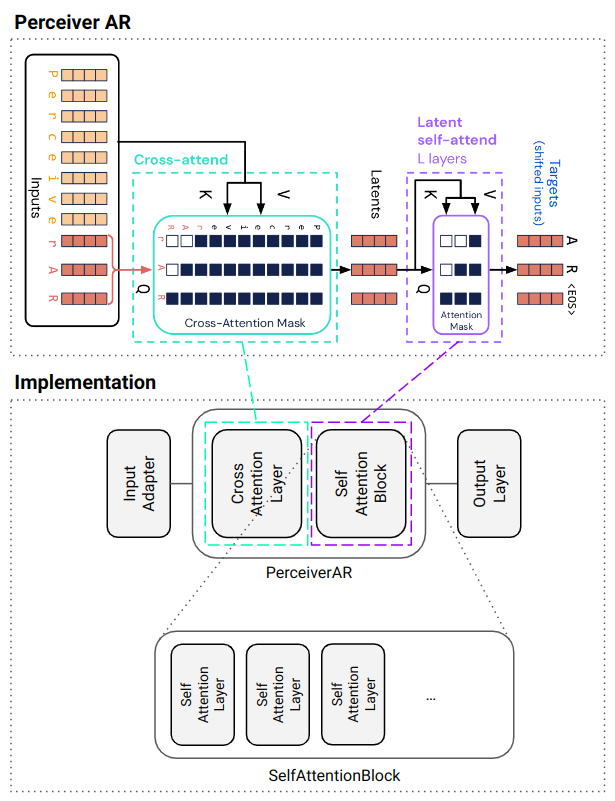 Perceiver AR
P
e
r
c
e
i
v
e
r
A
R
Inputs
Cross-attend
K
V
Q
R A r e v i e c r e P
r
A
R
Cross-Attention Mask
Latents
Latent
self-attend
L layers
K
V
Q
Attention
Mask
Targets
(shifted inputs)
A
R
<EOS>
Implementation
Input
Adapter
Cross
Attention
Layer
Self
Attention
Block
Output
Layer
PerceiverAR
Self
Attention
Layer
Self
Attention
Layer
Self
Attention
Layer
...
SelfAttentionBlock